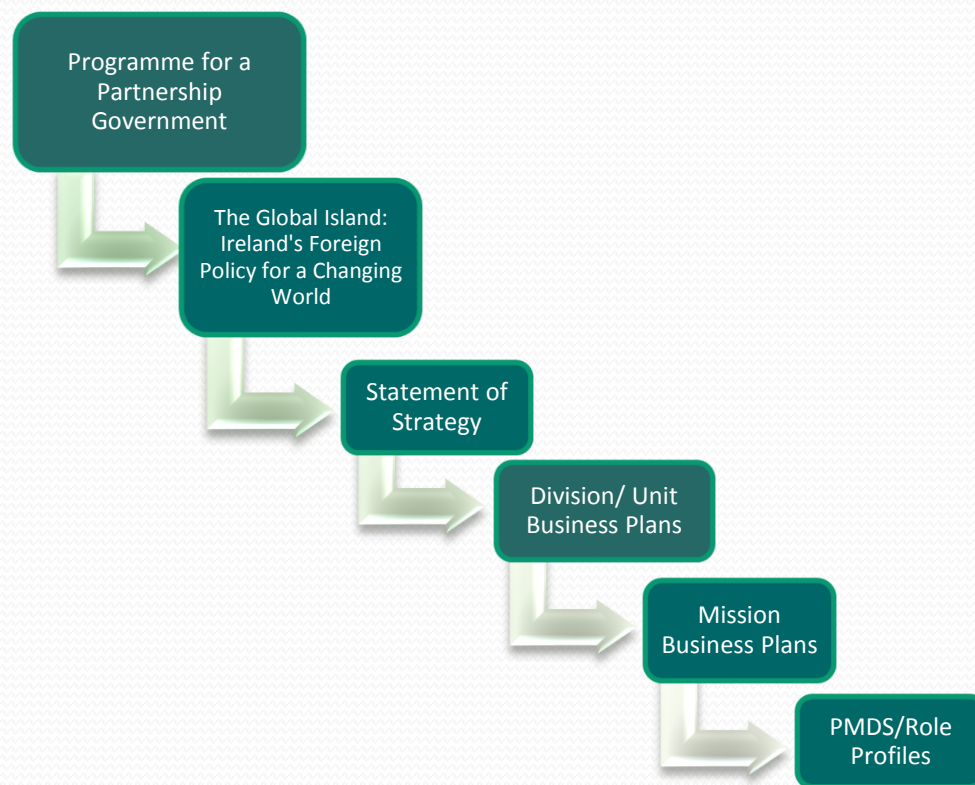 Programme for a
Partnership
Government
The Global Island:
Ireland's Foreign
Policy for a Changing
World
Statement of
Strategy
Division/ Unit
Business Plans
Mission
Business Plans
PMDS/Role
Profiles